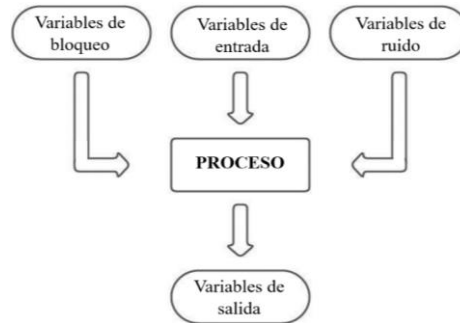 Variables de
bloqueo
Variables de
entrada
Variables de
ruido
PROCESO
Variables de
salida